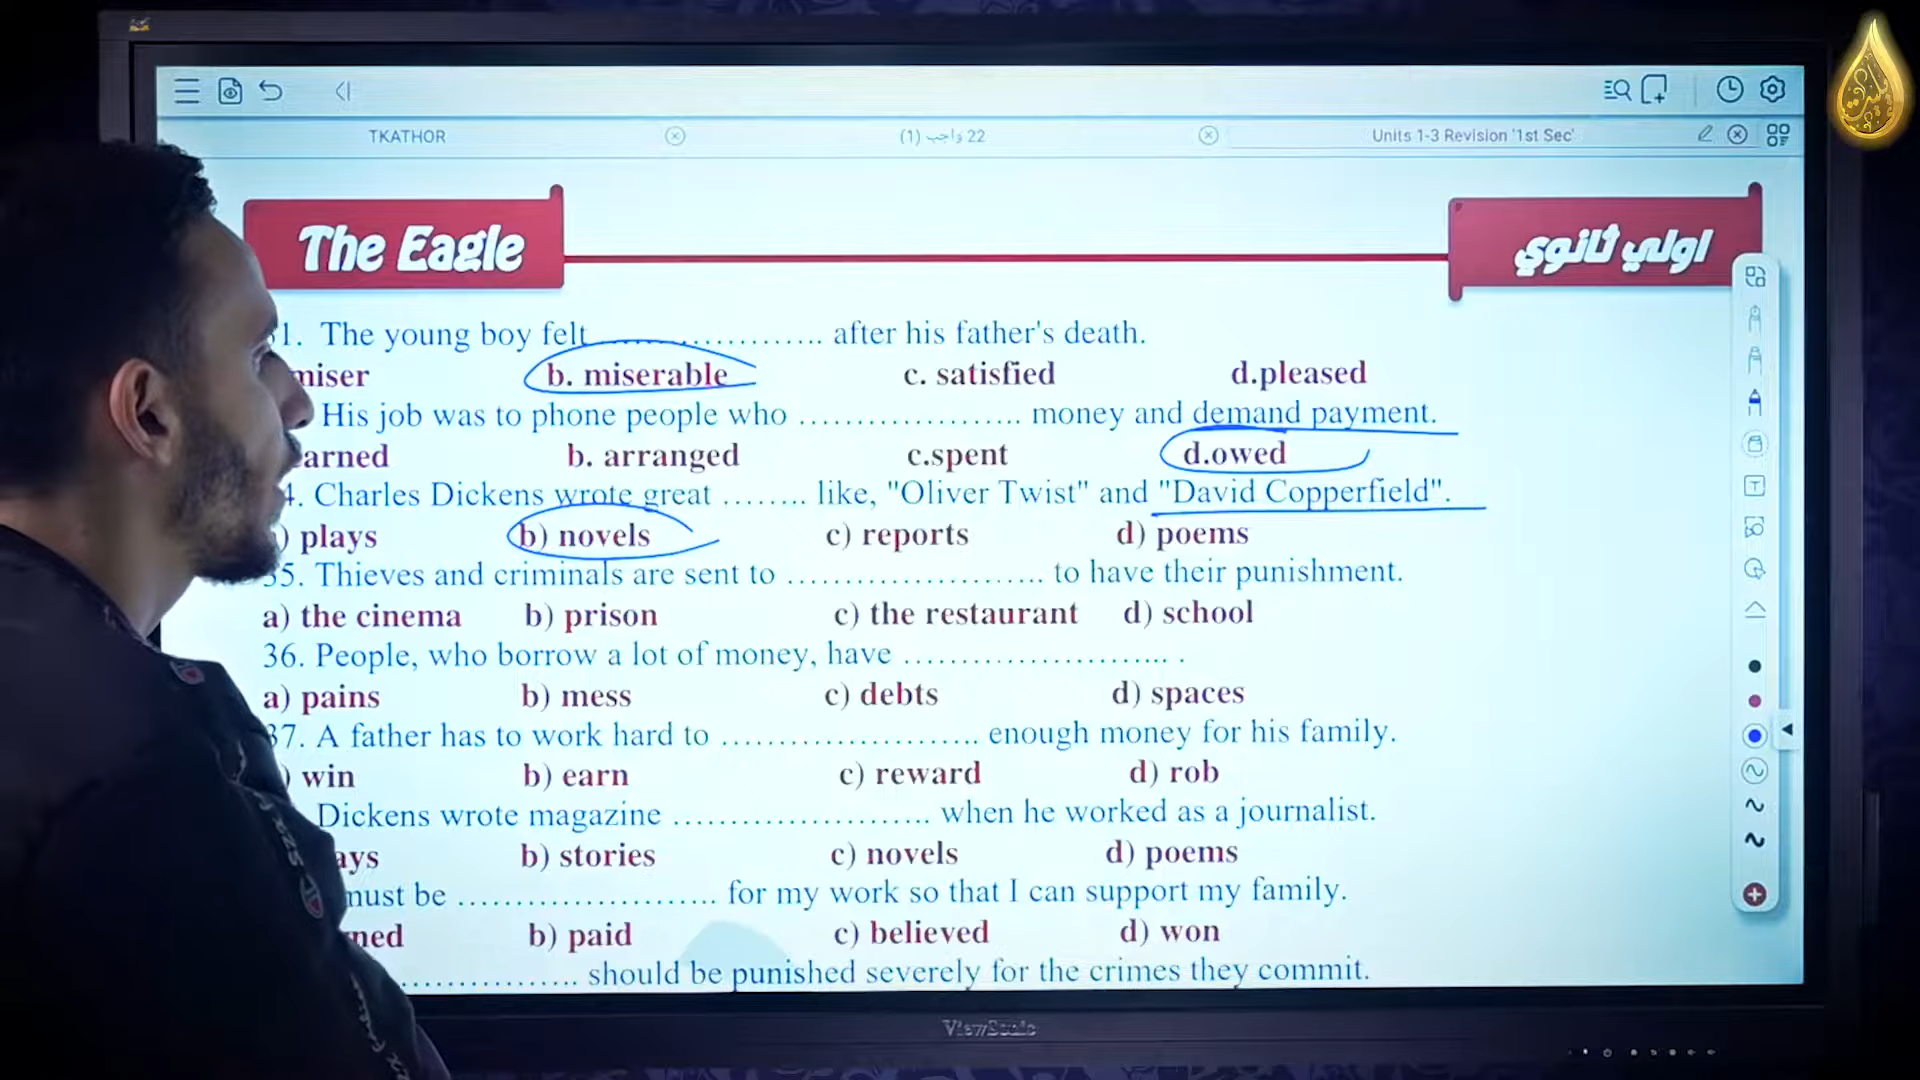 TKATHOR
22 واجب (1)
Units 1-3 Revision '1st Sec'
The Eagle
اولي ثانوي
1. The young boy felt ........................ after his father's death.
miser b. miserable c. satisfied d.pleased
His job was to phone people who ...................... money and demand payment.
arned b. arranged c.spent d.owed
4. Charles Dickens wrote great ........ like, "Oliver Twist" and "David Copperfield".
) plays b) novels c) reports d) poems
35. Thieves and criminals are sent to ........................ to have their punishment.
a) the cinema b) prison c) the restaurant d) school
36. People, who borrow a lot of money, have ........................ .
a) pains b) mess c) debts d) spaces
37. A father has to work hard to ........................ enough money for his family.
) win b) earn c) reward d) rob
Dickens wrote magazine ........................ when he worked as a journalist.
ays b) stories c) novels d) poems
must be ........................ for my work so that I can support my family.
ned b) paid c) believed d) won
................ should be punished severely for the crimes they commit.
ViewSonic